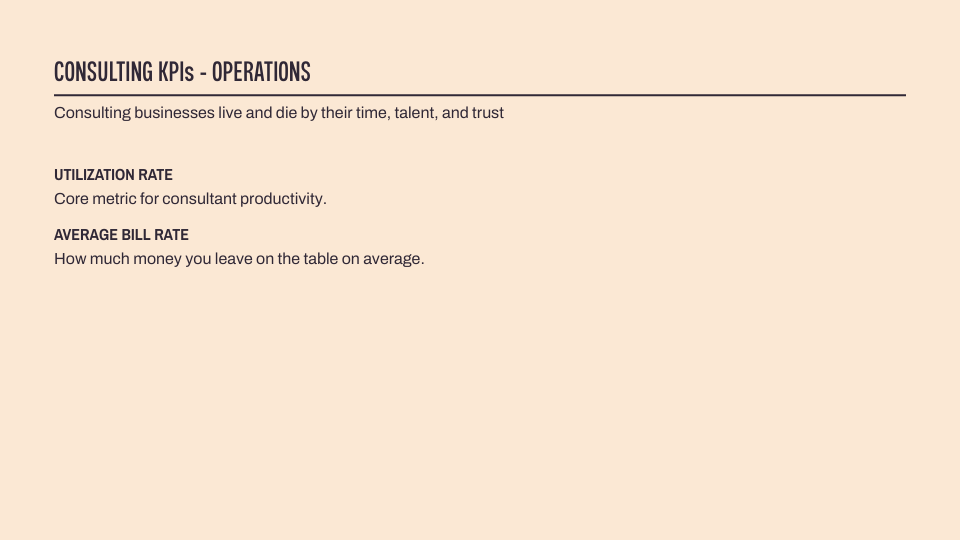 CONSULTING KPIs - OPERATIONS
Consulting businesses live and die by their time, talent, and trust
UTILIZATION RATE
Core metric for consultant productivity.
AVERAGE BILL RATE
How much money you leave on the table on average.